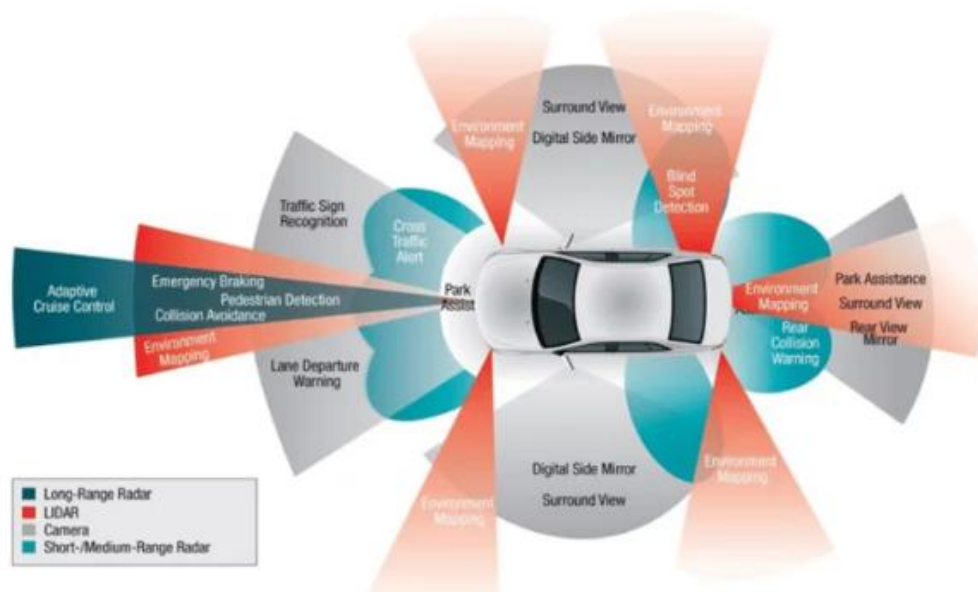 Environment
Mapping
Surround View
Digital Side Mirror
Environment
Mapping
Blind
Spot
Detection
Traffic Sign
Recognition
Cross
Traffic
Alert
Adaptive
Cruise Control
Emergency Braking
Pedestrian Detection
Collision Avoidance
Environment
Mapping
Park
Assist
Lane Departure
Warning
Environment
Mapping
Rear
Collision
Warning
Park Assistance
Surround View
Rear View
Mirror
Digital Side Mirror
Surround View
Environment
Mapping
Environment
Mapping
Long-Range Radar
LIDAR
Camera
Short-/Medium-Range Radar